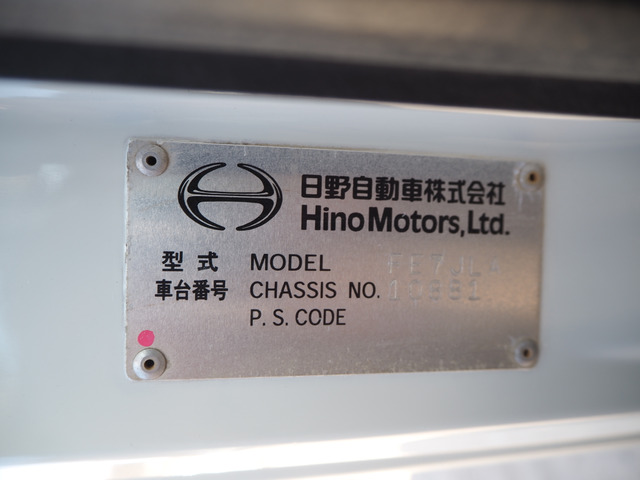 日野自動車株式会社
Hino Motors, Ltd.
型式 MODEL
車台番号 CHASSIS NO.
P. S. CODE